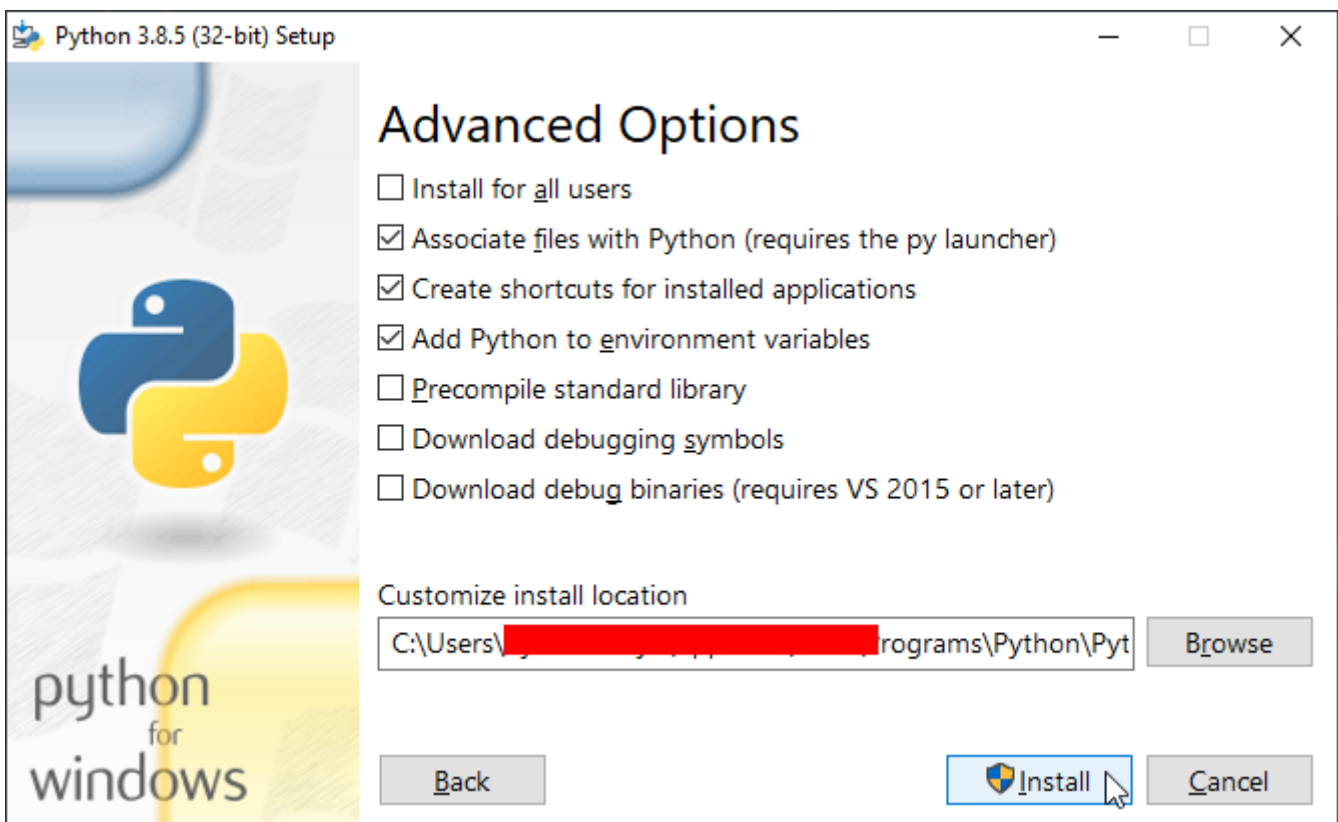 Python 3.8.5 (32-bit) Setup
Advanced Options
Install for all users
Associate files with Python (requires the py launcher)
Create shortcuts for installed applications
Add Python to environment variables
Precompile standard library
Download debugging symbols
Download debug binaries (requires VS 2015 or later)
Customize install location
C:\Users\ rograms\Python\Pyt
Browse
python
for
windows
Back
Install
Cancel